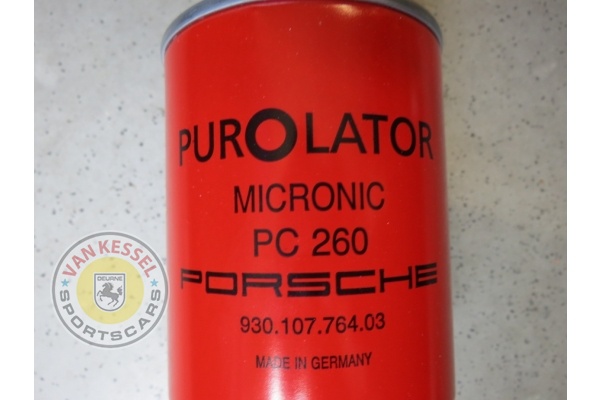 PUROLATOR
MICRONIC
PC 260
PORSCHE
930.107.764.03
MADE IN GERMANY
VAN KESSEL
DEURNE
SPORTSCARS